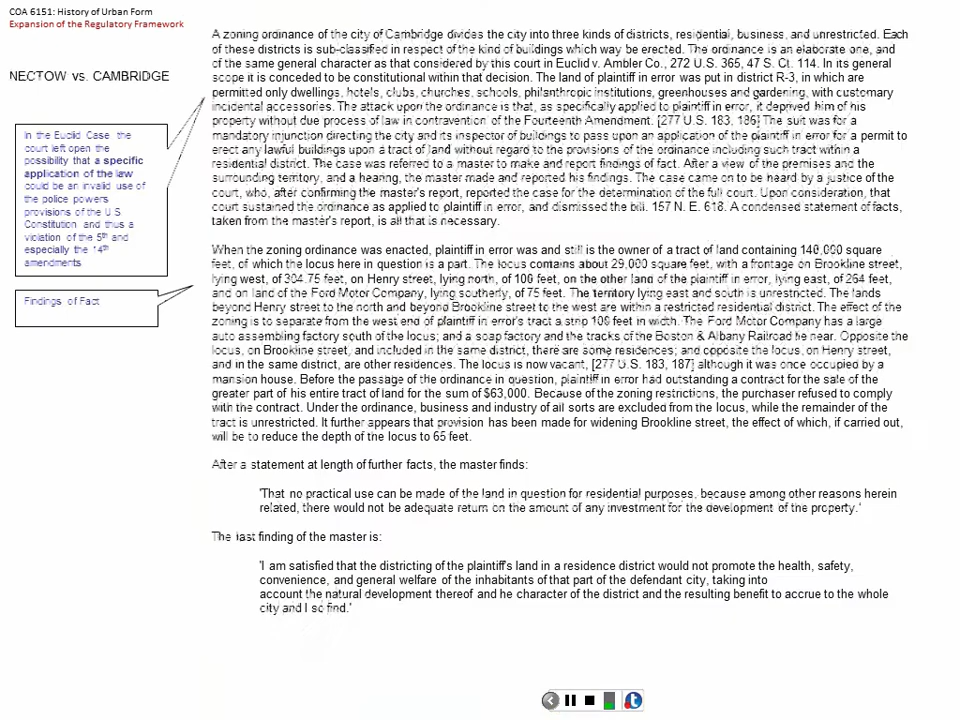 COA 6151: History of Urban Form
Expansion of the Regulatory Framework
NECTOW vs. CAMBRIDGE
In the Euclid Case the
court left open the
possibility that a specific
application of the law
could be an invalid use of
the police powers
provisions of the U.S.
Constitution and thus a
violation of the 5th and
especially the 14th
amendments
Findings of Fact
A zoning ordinance of the city of Cambridge divides the city into three kinds of districts, residential, business, and unrestricted. Each
of these districts is sub-classified in respect of the kind of buildings which way be erected. The ordinance is an elaborate one, and
of the same general character as that considered by this court in Euclid v. Ambler Co., 272 U.S. 365, 47 S. Ct. 114. In its general
scope it is conceded to be constitutional within that decision. The land of plaintiff in error was put in district R-3, in which are
permitted only dwellings, hotels, clubs, churches, schools, philanthropic institutions, greenhouses and gardening, with customary
incidental accessories. The attack upon the ordinance is that, as specifically applied to plaintiff in error, it deprived him of his
property without due process of law in contravention of the Fourteenth Amendment. [277 U.S. 183, 186] The suit was for a
mandatory injunction directing the city and its inspector of buildings to pass upon an application of the plaintiff in error for a permit to
erect any lawful buildings upon a tract of land without regard to the provisions of the ordinance including such tract within a
residential district. The case was referred to a master to make and report findings of fact. After a view of the premises and the
surrounding territory, and a hearing, the master made and reported his findings. The case came on to be heard by a justice of the
court, who, after confirming the master's report, reported the case for the determination of the full court. Upon consideration, that
court sustained the ordinance as applied to plaintiff in error, and dismissed the bill. 157 N. E. 618. A condensed statement of facts,
taken from the master's report, is all that is necessary.
When the zoning ordinance was enacted, plaintiff in error was and still is the owner of a tract of land containing 140,000 square
feet, of which the locus here in question is a part. The locus contains about 29,000 square feet, with a frontage on Brookline street,
lying west, of 304.75 feet, on Henry street, lying north, of 100 feet, on the other land of the plaintiff in error, lying east, of 264 feet,
and on land of the Ford Motor Company, lying southerly, of 75 feet. The territory lying east and south is unrestricted. The lands
beyond Henry street to the north and beyond Brookline street to the west are within a restricted residential district. The effect of the
zoning is to separate from the west end of plaintiff in error's tract a strip 100 feet in width. The Ford Motor Company has a large
auto assembling factory south of the locus; and a soap factory and the tracks of the Boston & Albany Railroad lie near. Opposite the
locus, on Brookline street, and included in the same district, there are some residences; and opposite the locus, on Henry street,
and in the same district, are other residences. The locus is now vacant, [277 U.S. 183, 187] although it was once occupied by a
mansion house. Before the passage of the ordinance in question, plaintiff in error had outstanding a contract for the sale of the
greater part of his entire tract of land for the sum of $63,000. Because of the zoning restrictions, the purchaser refused to comply
with the contract. Under the ordinance, business and industry of all sorts are excluded from the locus, while the remainder of the
tract is unrestricted. It further appears that provision has been made for widening Brookline street, the effect of which, if carried out,
will be to reduce the depth of the locus to 65 feet.
After a statement at length of further facts, the master finds:
'That no practical use can be made of the land in question for residential purposes, because among other reasons herein
related, there would not be adequate return on the amount of any investment for the development of the property.'
The last finding of the master is:
'I am satisfied that the districting of the plaintiff's land in a residence district would not promote the health, safety,
convenience, and general welfare of the inhabitants of that part of the defendant city, taking into
account the natural development thereof and he character of the district and the resulting benefit to accrue to the whole
city and I so find.'